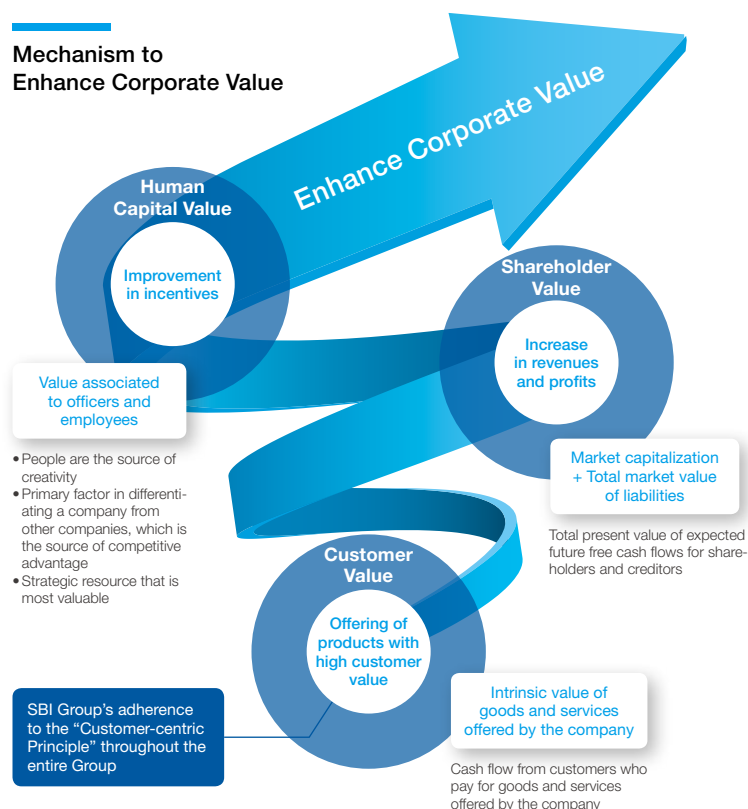 Mechanism to
Enhance Corporate Value
Enhance Corporate Value
Human
Capital Value
Improvement
in incentives
Shareholder
Value
Increase
in revenues
and profits
Value associated
to officers and
employees
• People are the source of
creativity
• Primary factor in differenti-
ating a company from
other companies, which is
the source of competitive
advantage
• Strategic resource that is
most valuable
Market capitalization
+ Total market value
of liabilities
Total present value of expected
future free cash flows for share-
holders and creditors
Customer
Value
Offering of
products with
high customer
value
SBI Group's adherence
to the “Customer-centric
Principle” throughout the
entire Group
Intrinsic value of
goods and services
offered by the company
Cash flow from customers who
pay for goods and services
offered by the company